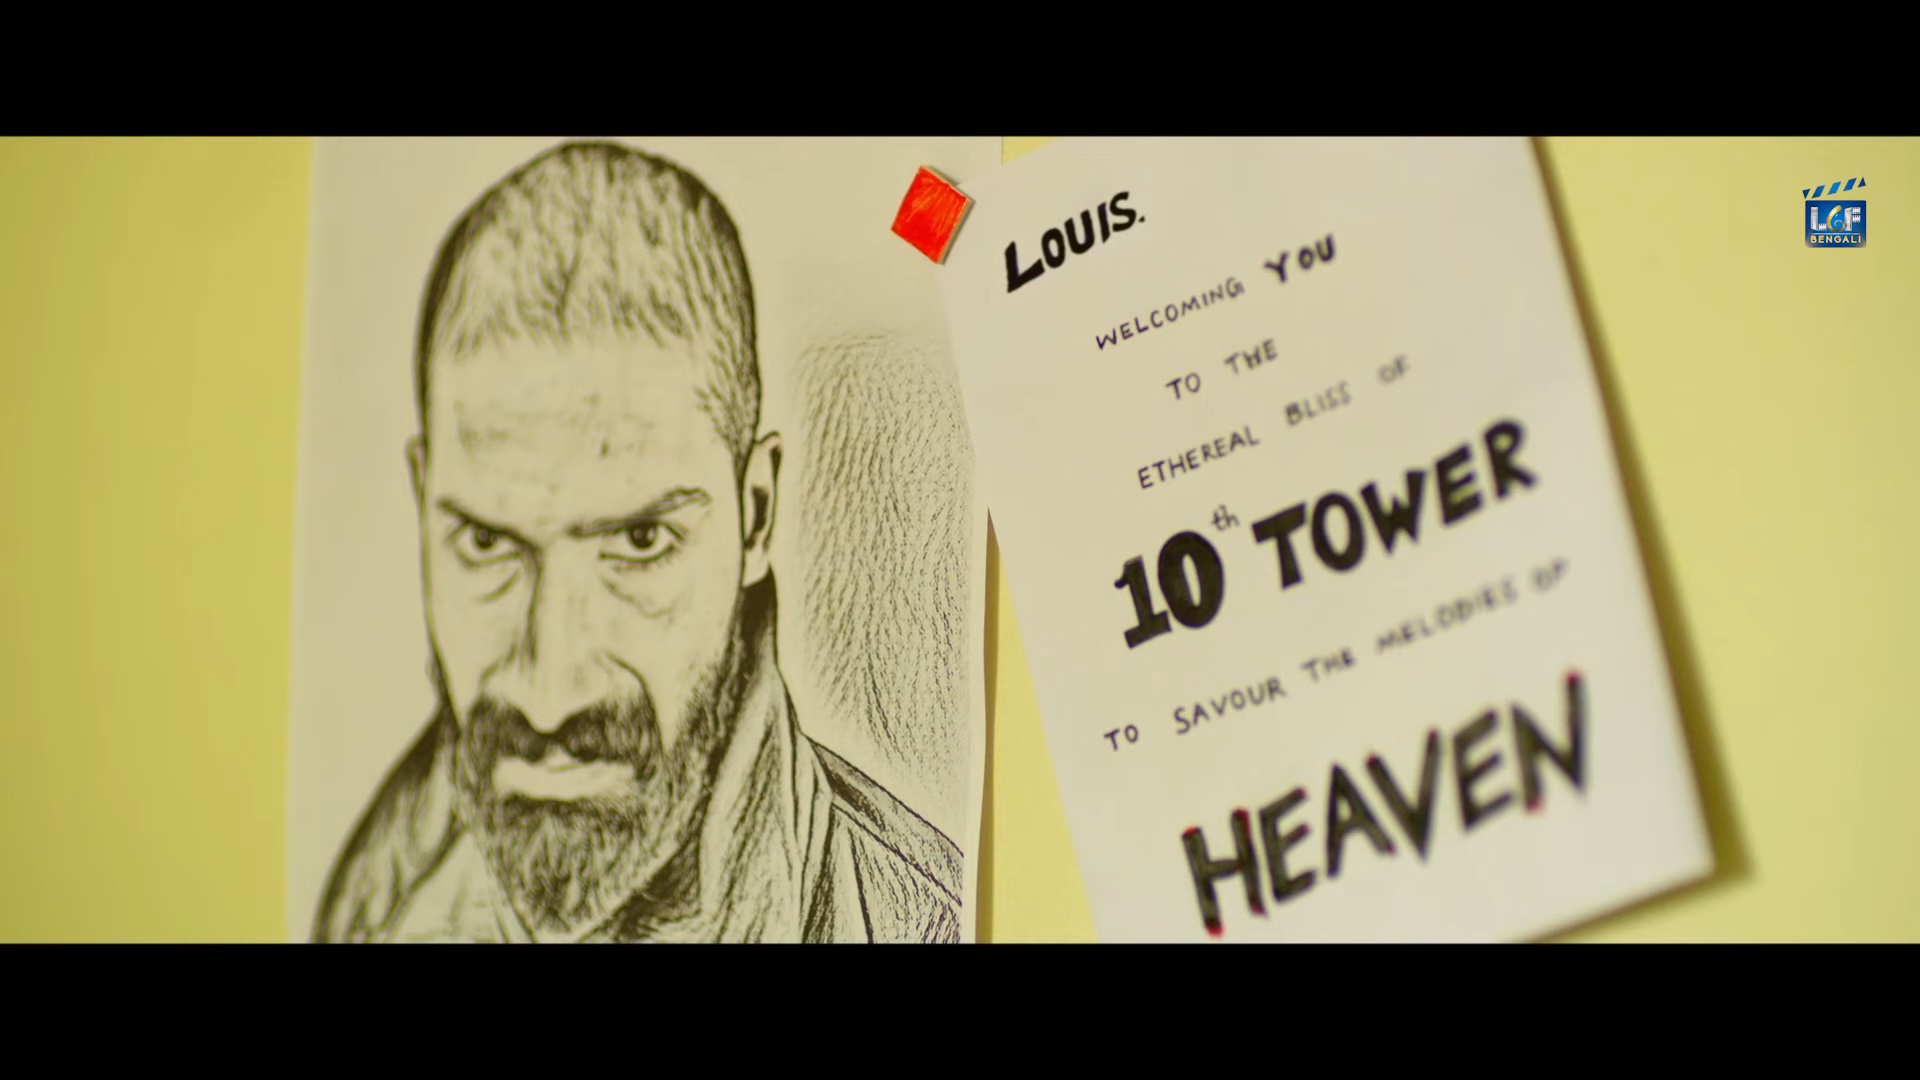 LOUIS.
WELCOMING YOU
TO THE
ETHEREAL BLISS OF
10th TOWER
TO SAVOUR THE MELODIES OF
HEAVEN
LGF
BENGALI